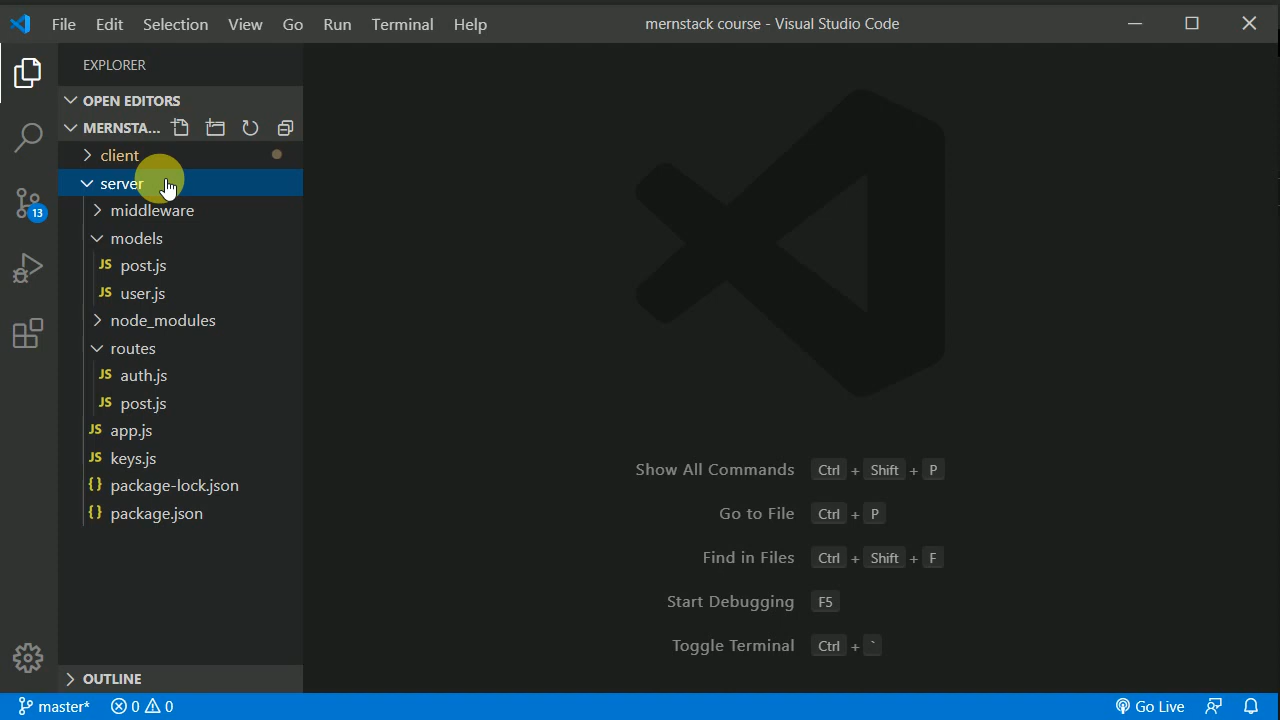 File Edit Selection View Go Run Terminal Help mernstack course - Visual Studio Code
EXPLORER
OPEN EDITORS
MERNSTA...
client
server
middleware
models
JS post.js
JS user.js
node_modules
routes
JS auth.js
JS post.js
JS app.js
JS keys.js
{} package-lock.json
{} package.json
OUTLINE
13
Show All Commands Ctrl + Shift + P
Go to File Ctrl + P
Find in Files Ctrl + Shift + F
Start Debugging F5
Toggle Terminal Ctrl + `
master* 0 0 Go Live